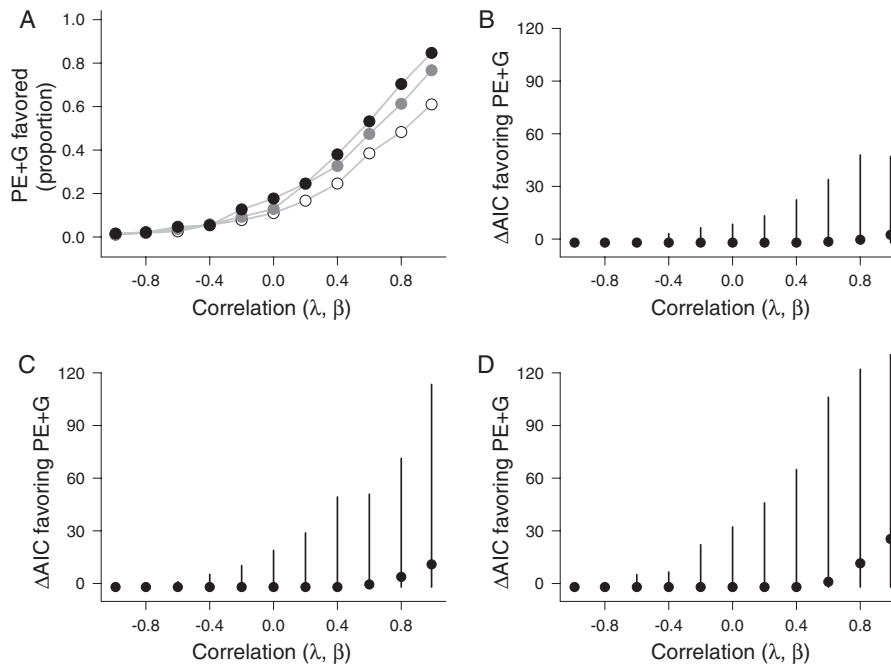 A
PE+G favored
(proportion)
1.0
0.8
0.6
0.4
0.2
0.0
-0.8 -0.4 0.0 0.4 0.8
Correlation (λ, β)
B
ΔAIC favoring PE+G
120
90
60
30
0
-0.8 -0.4 0.0 0.4 0.8
Correlation (λ, β)
C
ΔAIC favoring PE+G
120
90
60
30
0
-0.8 -0.4 0.0 0.4 0.8
Correlation (λ, β)
D
ΔAIC favoring PE+G
120
90
60
30
0
-0.8 -0.4 0.0 0.4 0.8
Correlation (λ, β)